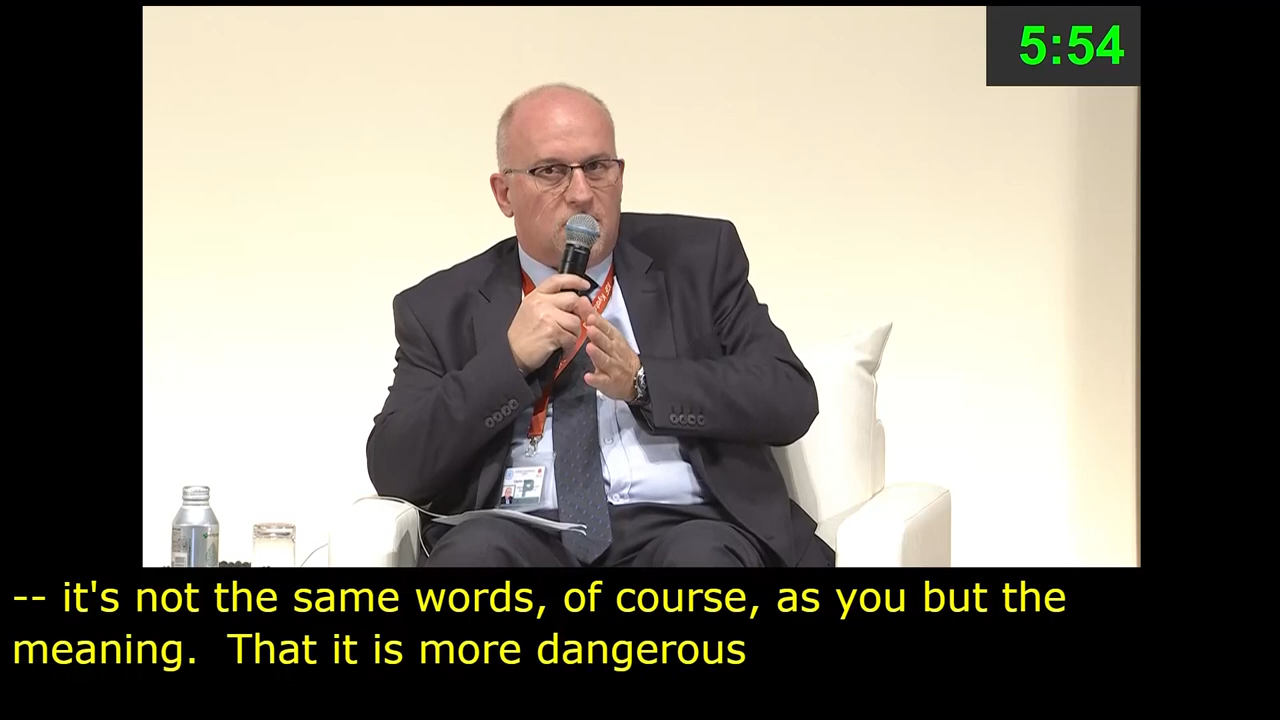 5:54
-- it's not the same words, of course, as you but the
meaning.  That it is more dangerous